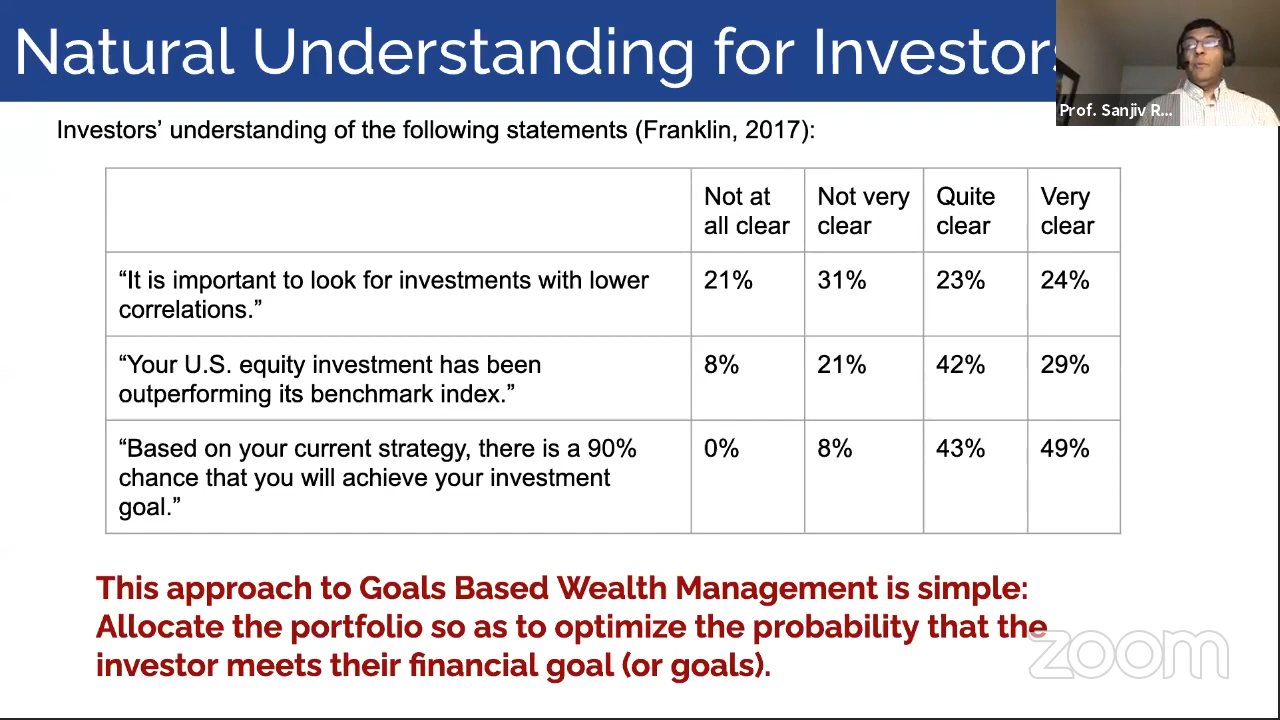 Natural Understanding for Investors
Prof. Sanjiv R...
Investors’ understanding of the following statements (Franklin, 2017):
Not at all clear
Not very clear
Quite clear
Very clear
“It is important to look for investments with lower
correlations.”
21%
31%
23%
24%
“Your U.S. equity investment has been
outperforming its benchmark index.”
8%
21%
42%
29%
“Based on your current strategy, there is a 90%
chance that you will achieve your investment
goal.”
0%
8%
43%
49%
This approach to Goals Based Wealth Management is simple:
Allocate the portfolio so as to optimize the probability that the
investor meets their financial goal (or goals).
zoom